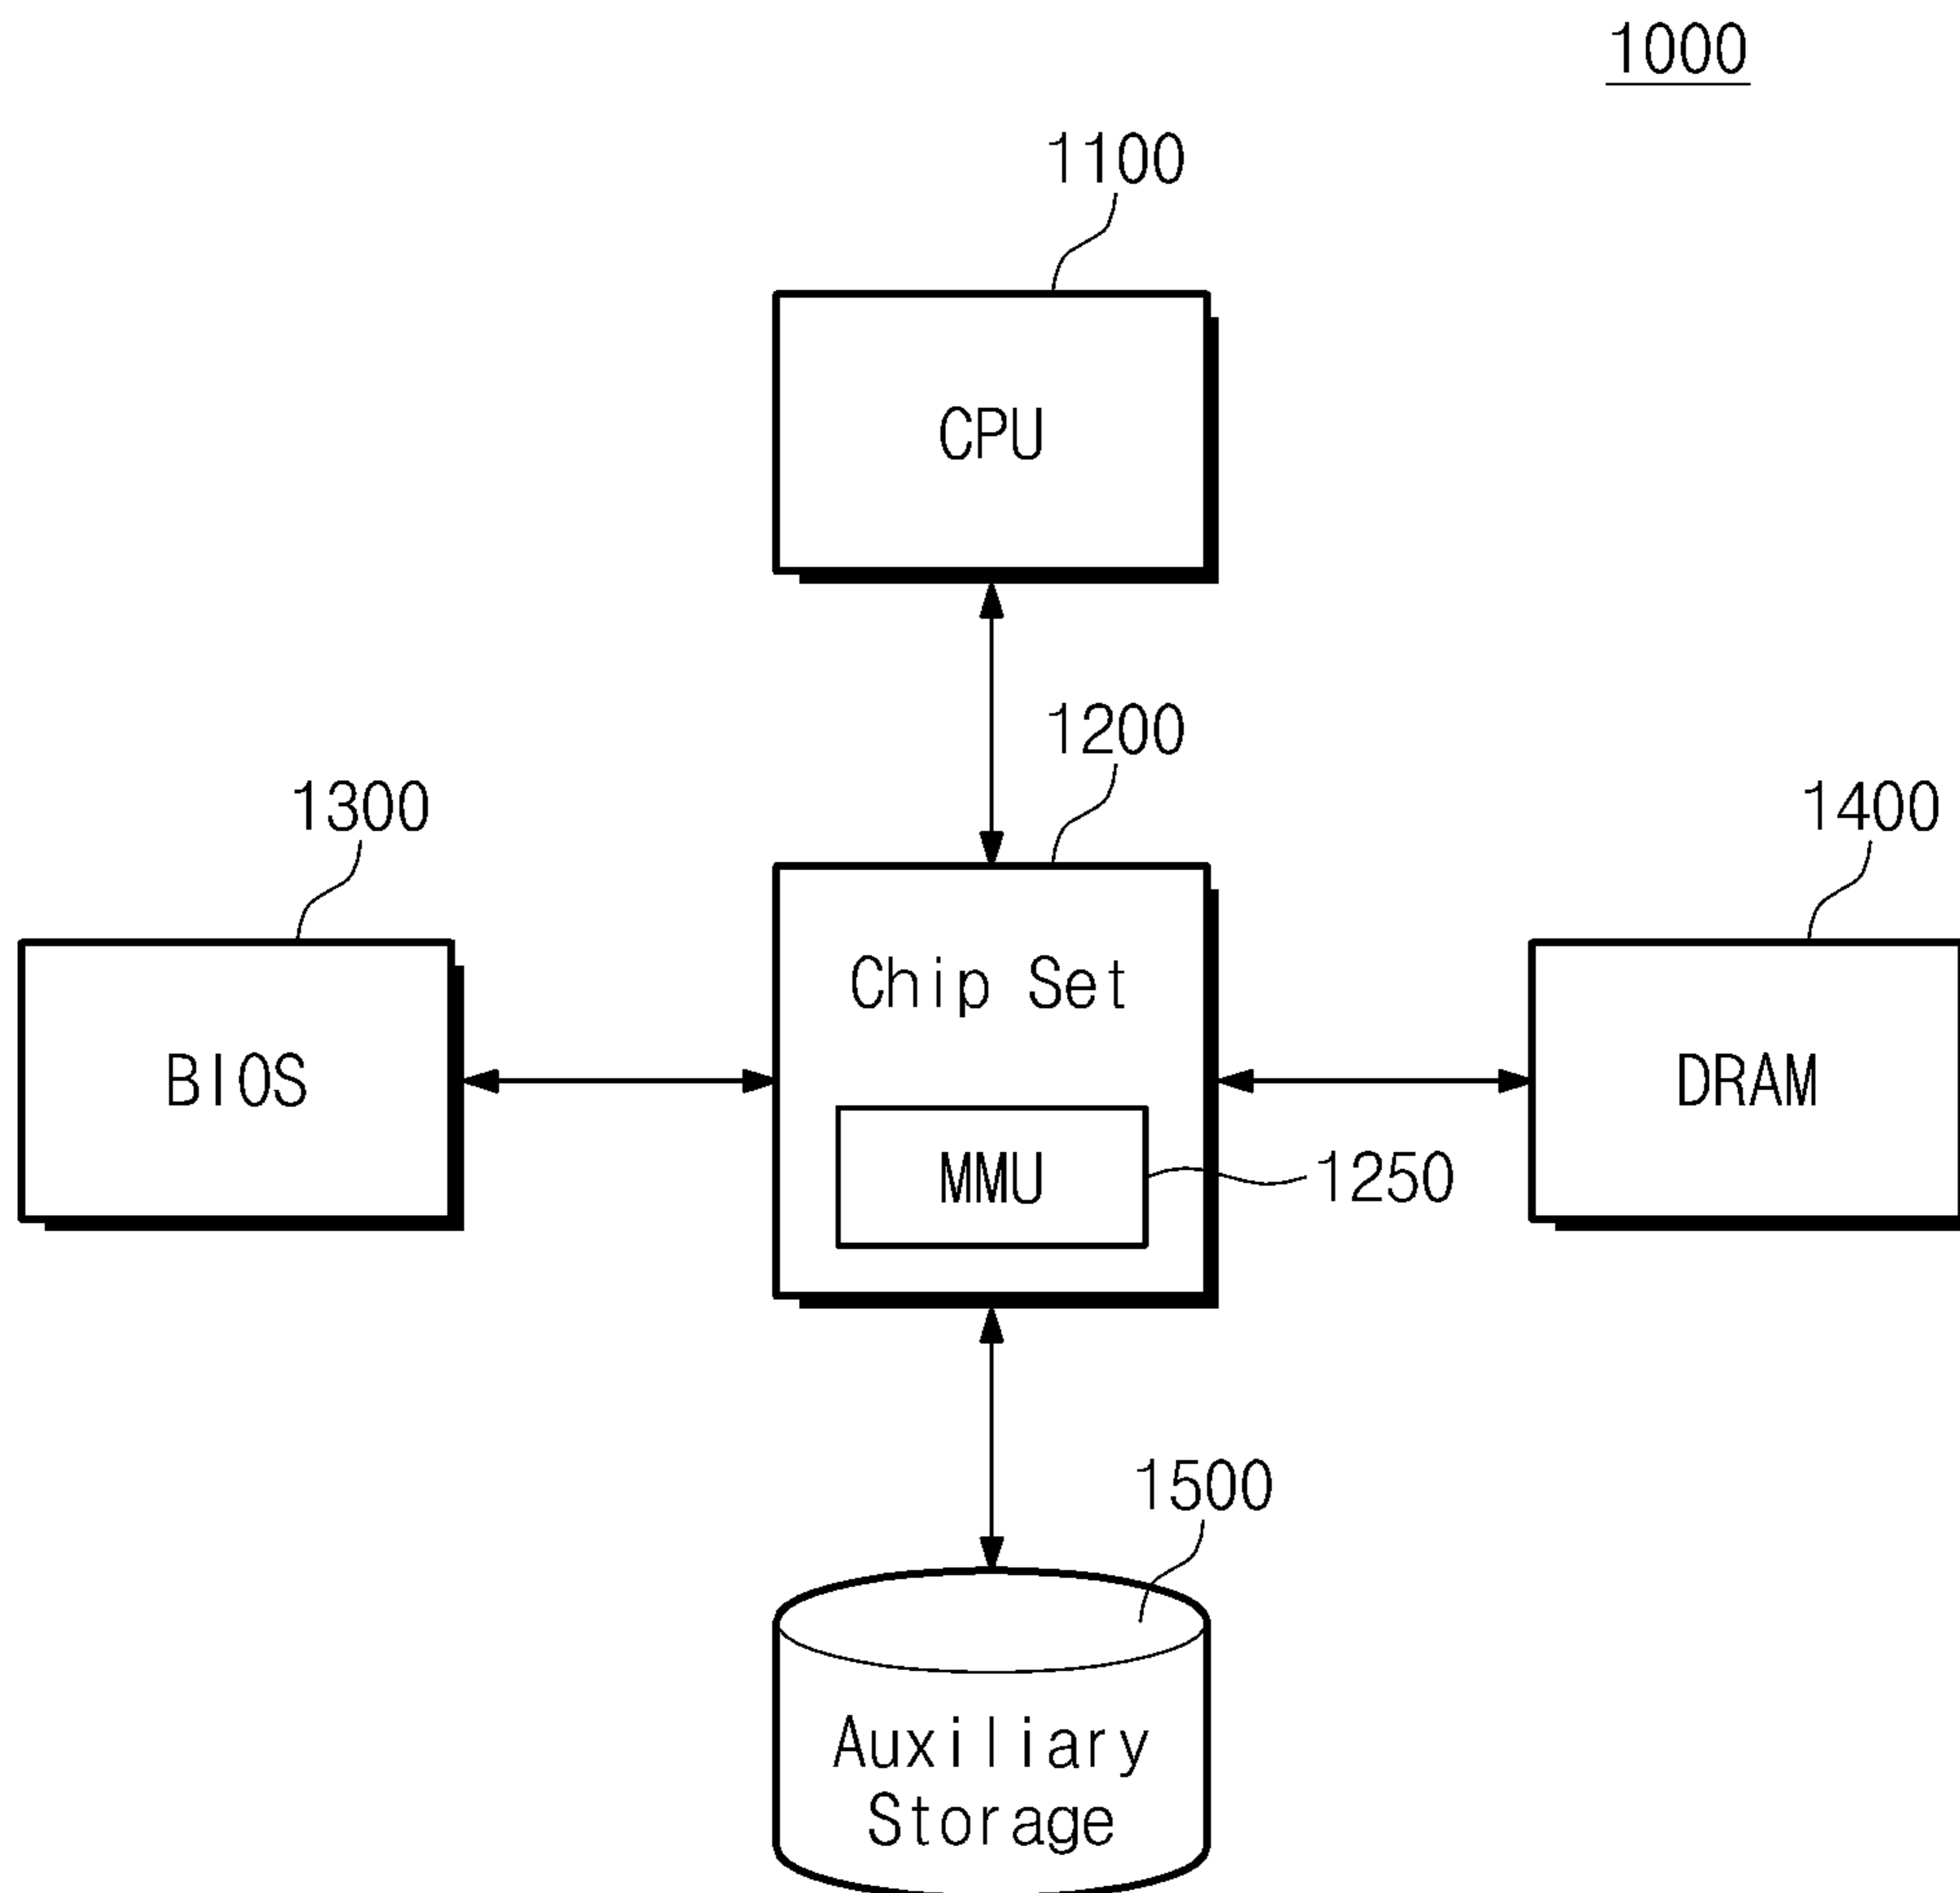 1000
1100
CPU
1200
1300
1400
Chip Set
BIOS
DRAM
MMU
1250
1500
Auxiliary
Storage